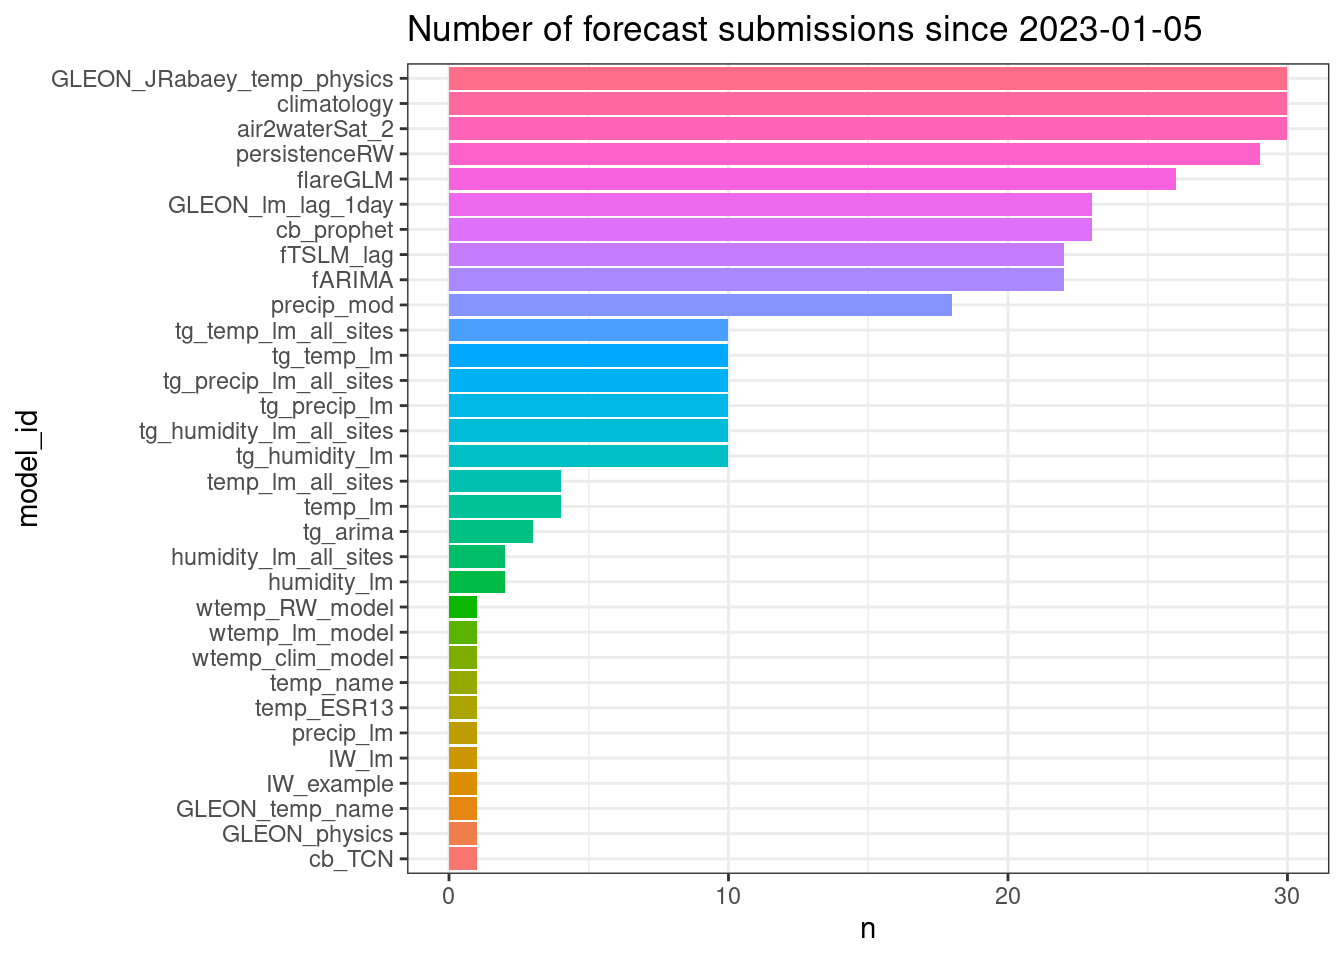 Number of forecast submissions since 2023-01-05
GLEON_JRabaey_temp_physics
climatology
air2waterSat_2
persistenceRW
flareGLM
GLEON_lm_lag_1day
cb_prophet
fTSLM_lag
fARIMA
precip_mod
tg_temp_lm_all_sites
tg_temp_lm
tg_precip_lm_all_sites
tg_precip_lm
tg_humidity_lm_all_sites
tg_humidity_lm
temp_lm_all_sites
temp_lm
tg_arima
humidity_lm_all_sites
humidity_lm
wtemp_RW_model
wtemp_lm_model
wtemp_clim_model
temp_name
temp_ESR13
precip_lm
IW_lm
IW_example
GLEON_temp_name
GLEON_physics
cb_TCN
model_id
0 10 20 30
n